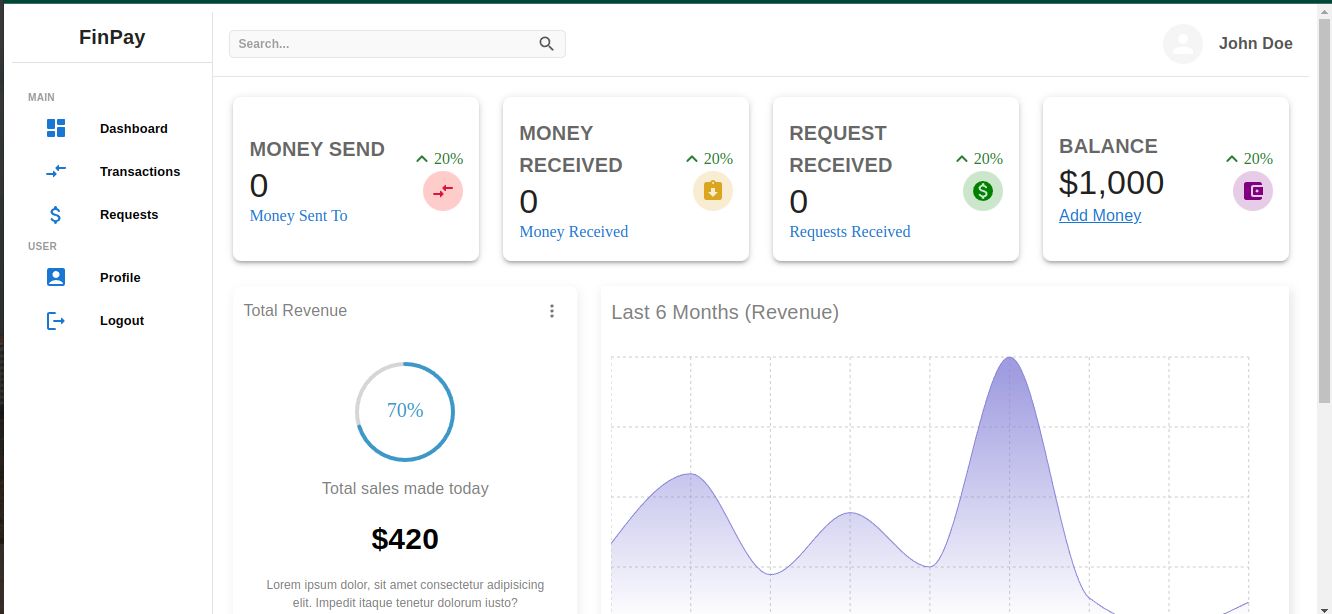 FinPay
Search...
John Doe
MAIN
Dashboard
Transactions
Requests
USER
Profile
Logout
MONEY SEND
0
Money Sent To
20%
MONEY
RECEIVED
0
Money Received
20%
REQUEST
RECEIVED
0
Requests Received
20%
BALANCE
$1,000
Add Money
20%
Total Revenue
70%
Total sales made today
$420
Lorem ipsum dolor, sit amet consectetur adipisicing
elit. Impedit itaque tenetur dolorum iusto?
Last 6 Months (Revenue)